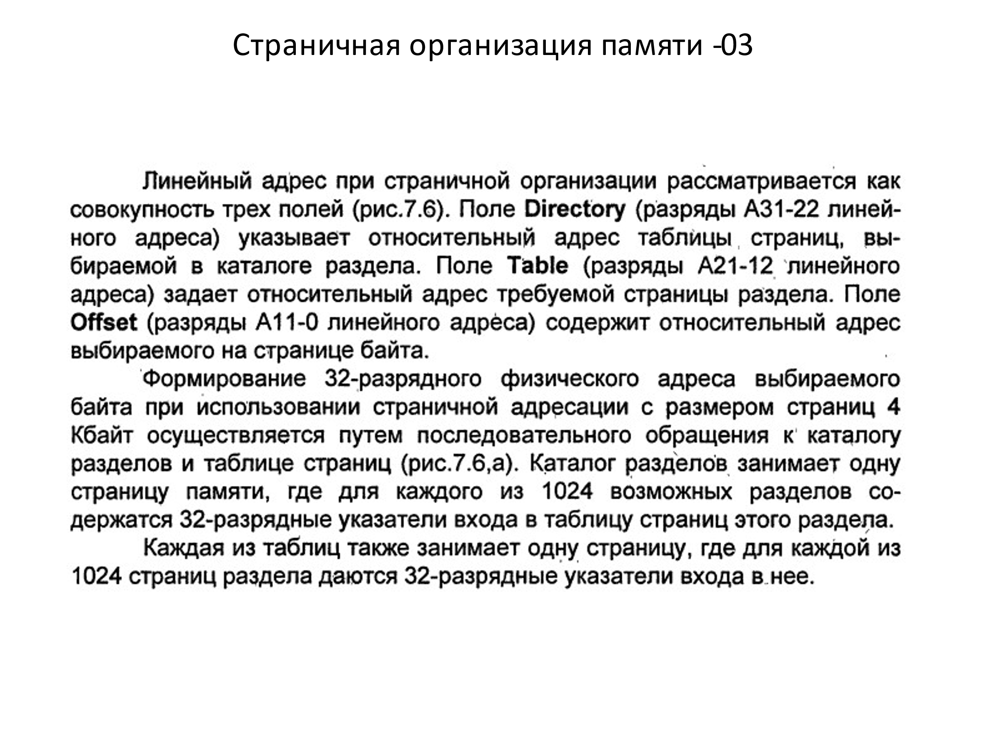 Страничная организация памяти -03
Линейный адрес при страничной организации рассматривается как
совокупность трех полей (рис.7.6). Поле Directory (разряды А31-22 линей-
ного адреса) указывает относительный адрес таблицы страниц, вы-
бираемой в каталоге раздела. Поле Table (разряды А21-12 линейного
адреса) задает относительный адрес требуемой страницы раздела. Поле
Offset (разряды А11-0 линейного адреса) содержит относительный адрес
выбираемого на странице байта.
Формирование 32-разрядного физического адреса выбираемого
байта при использовании страничной адресации с размером страниц 4
Кбайт осуществляется путем последовательного обращения к каталогу
разделов и таблице страниц (рис.7.6,а). Каталог разделов занимает одну
страницу памяти, где для каждого из 1024 возможных разделов со-
держатся 32-разрядные указатели входа в таблицу страниц этого раздела.
Каждая из таблиц также занимает одну страницу, где для каждой из
1024 страниц раздела даются 32-разрядные указатели входа в нее.